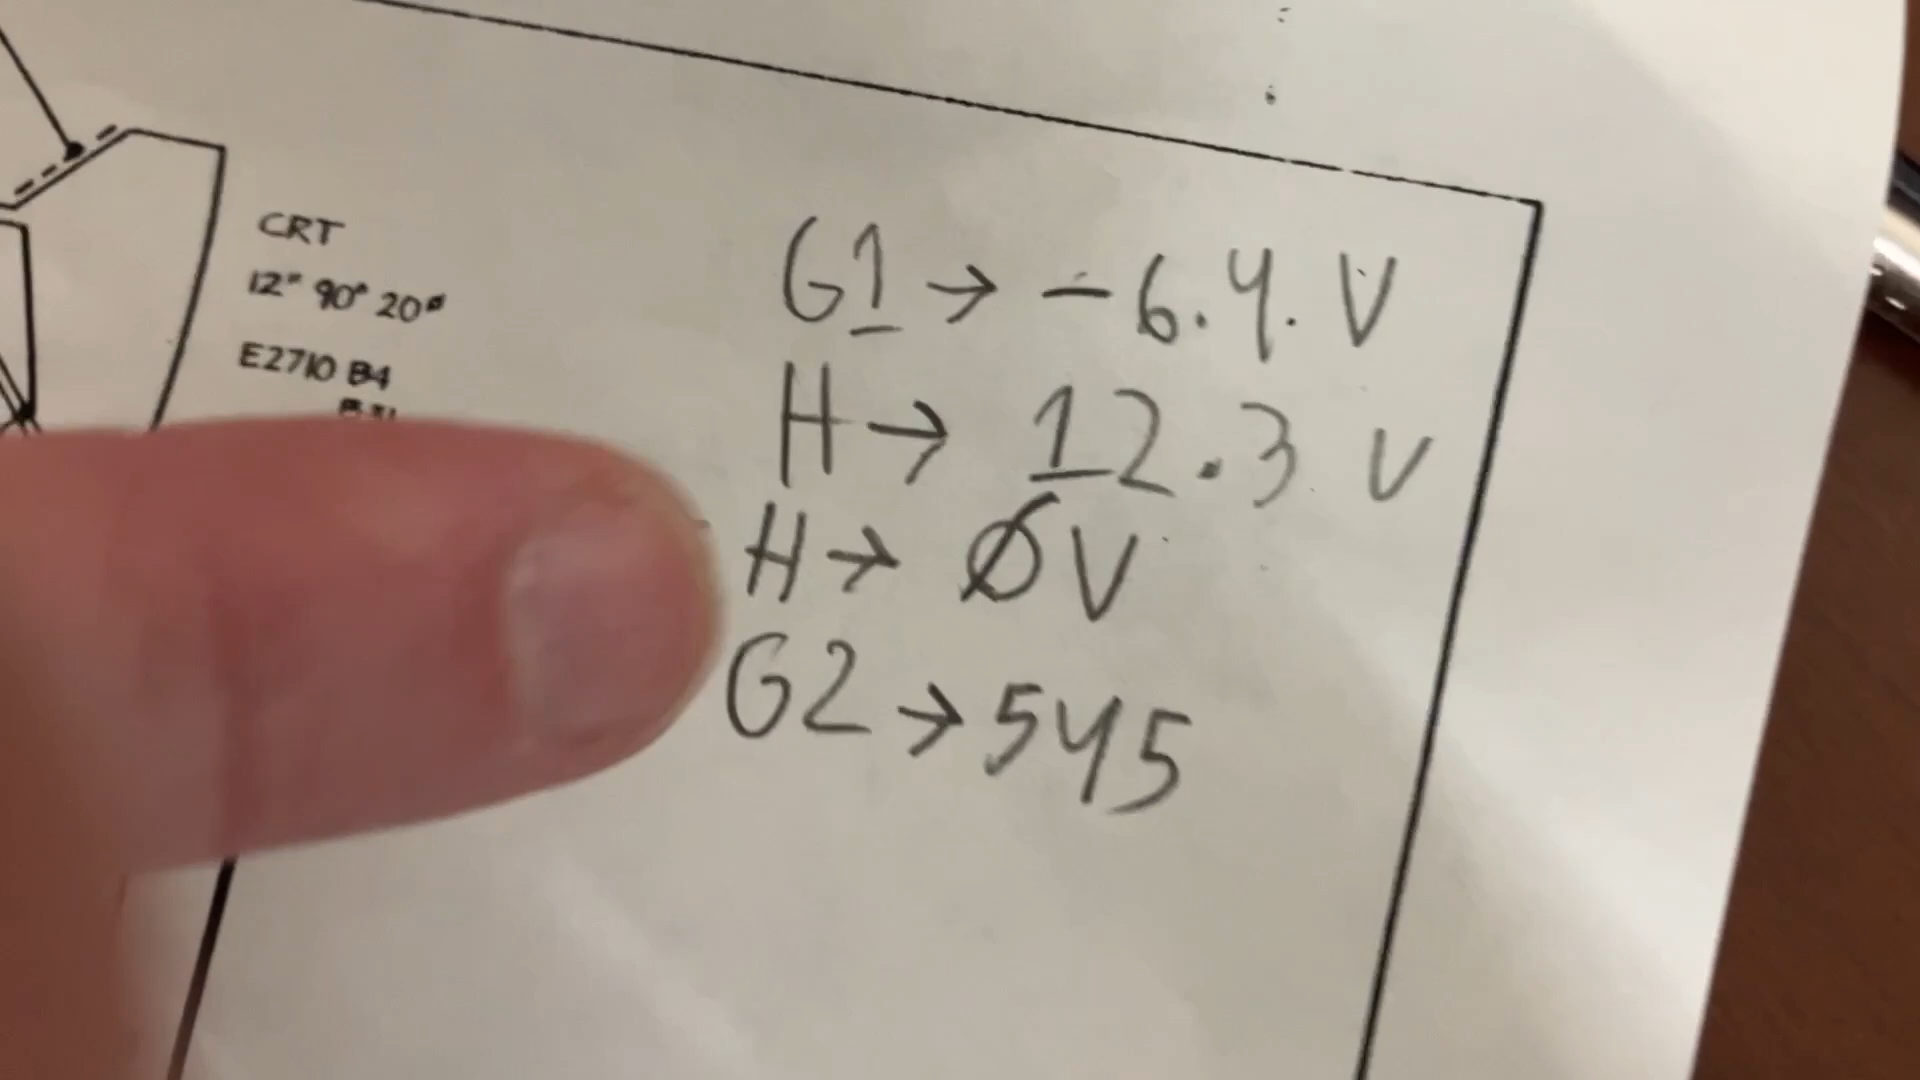 CRT
12" 90° 20ø
E2710 B4
G1 → -6.4. V
H → 12.3 V
H → ØV
G2 → 545